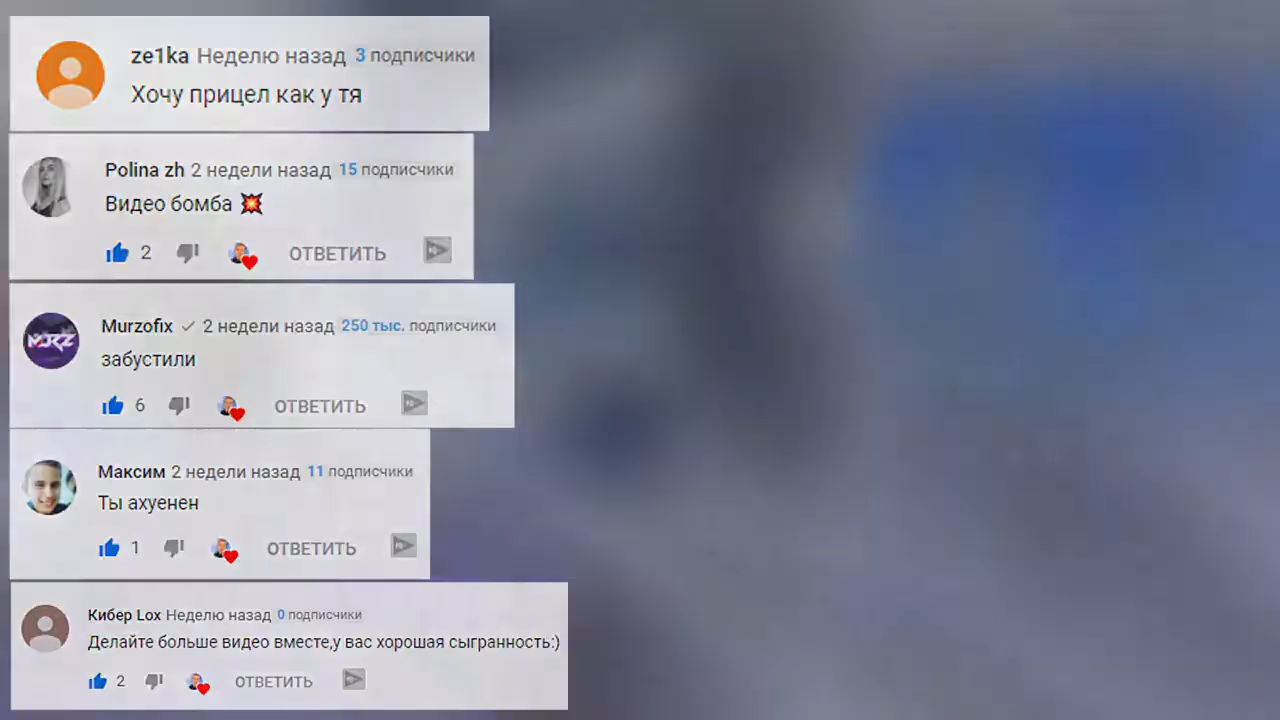 ze1ka Неделю назад 3 подписчики
Хочу прицел как у тя
Polina zh 2 недели назад 15 подписчики
Видео бомба 💥
2 ОТВЕТИТЬ
Murzofix ✓ 2 недели назад 250 тыс. подписчики
MURZ
забустили
6 ОТВЕТИТЬ
Максим 2 недели назад 11 подписчики
Ты ахуенен
1 ОТВЕТИТЬ
Кибер Lox Неделю назад 0 подписчики
Делайте больше видео вместе,у вас хорошая сыгранность:)
2 ОТВЕТИТЬ